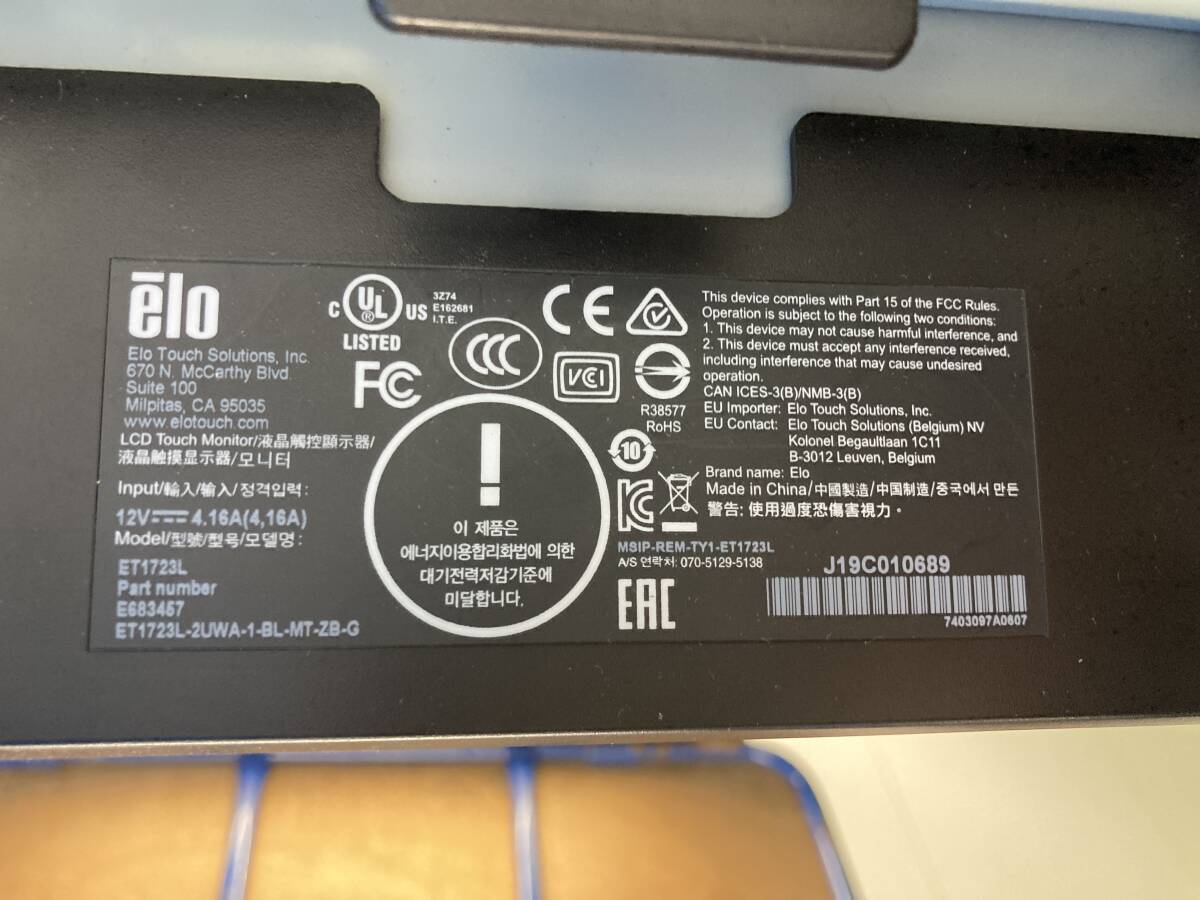 ēlo
Elo Touch Solutions, Inc.
670 N. McCarthy Blvd.
Suite 100
Milpitas, CA 95035
www.elotouch.com
LCD Touch Monitor/液晶觸控顯示器/
液晶触摸显示器/모니터
Input/輸入/输入/정격입력:
12V⎓4.16A(4,16A)
Model/型號/型号/모델명:
ET1723L
Part number
E683457
ET1723L-2UWA-1-BL-MT-ZB-G
C UL ® US
LISTED
3Z74
E162681
I.T.E.
FC
CCC
CE
VCI
R38577
RoHS
10
이 제품은
에너지이용합리화법에 의한
대기전력저감기준에
미달합니다.
KC
MSIP-REM-TY1-ET1723L
A/S 연락처: 070-5129-5138
EAC
This device complies with Part 15 of the FCC Rules.
Operation is subject to the following two conditions:
1. This device may not cause harmful interference, and
2. This device must accept any interference received,
including interference that may cause undesired
operation.
CAN ICES-3(B)/NMB-3(B)
EU Importer: Elo Touch Solutions, Inc.
EU Contact: Elo Touch Solutions (Belgium) NV
Kolonel Begaultlaan 1C11
B-3012 Leuven, Belgium
Brand name: Elo
Made in China/中國製造/中国制造/중국에서 만든
警告: 使用過度恐傷害視力。
J19C010689
7403097A0607